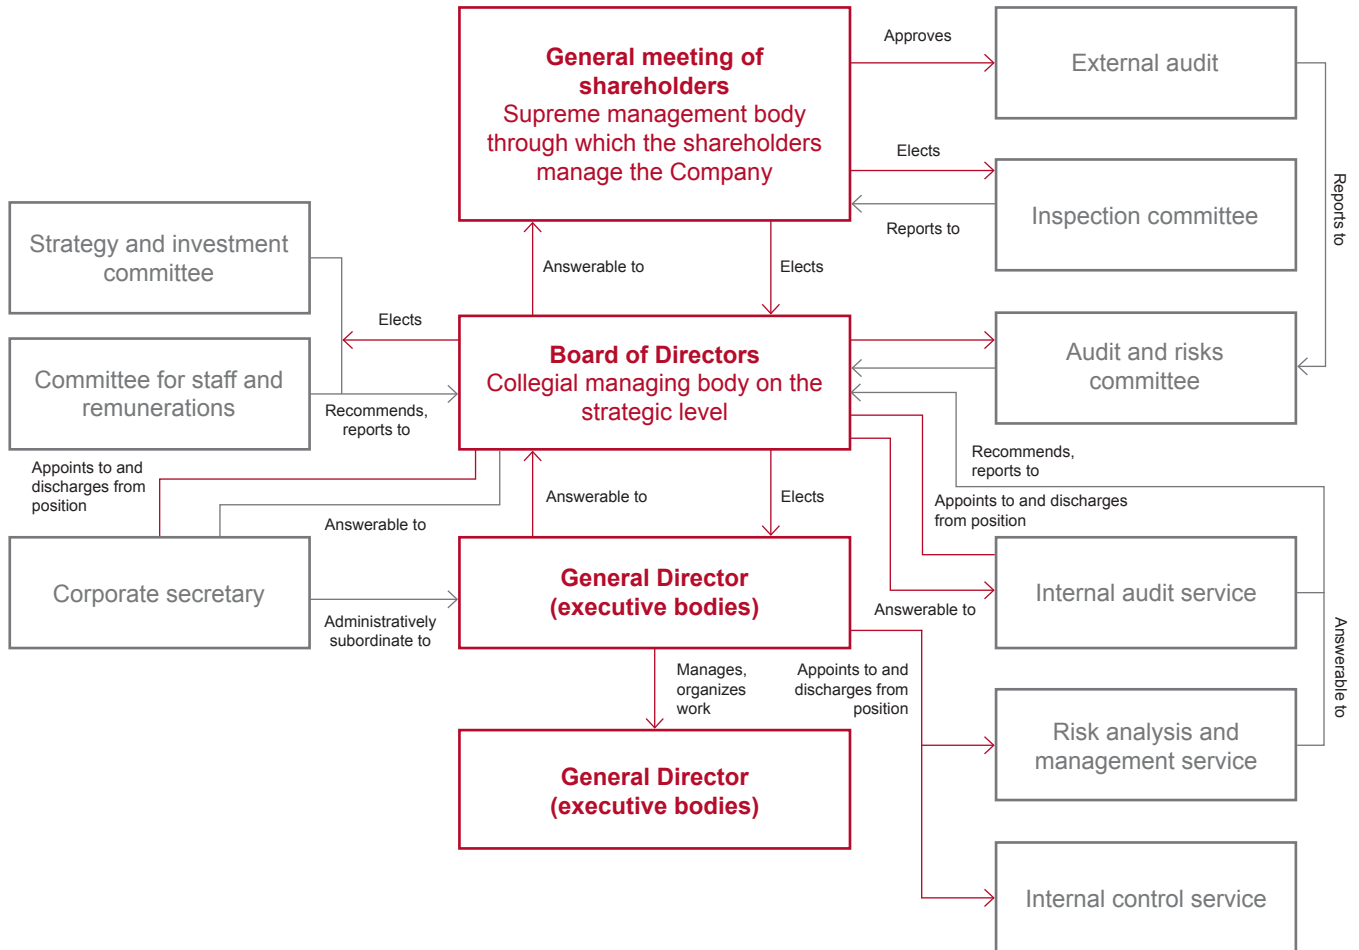 General meeting of
shareholders
Supreme management body
through which the shareholders
manage the Company
Approves
External audit
Elects
Reports to
Inspection committee
Reports to
Strategy and investment
committee
Answerable to
Elects
Elects
Board of Directors
Collegial managing body on the
strategic level
Audit and risks
committee
Committee for staff and
remunerations
Recommends,
reports to
Appoints to and
discharges from
position
Answerable to
Answerable to
Elects
Recommends,
reports to
Appoints to and discharges
from position
Corporate secretary
Administratively
subordinate to
General Director
(executive bodies)
Answerable to
Internal audit service
Answerable to
Manages,
organizes
work
Appoints to and
discharges from
position
Risk analysis and
management service
General Director
(executive bodies)
Internal control service